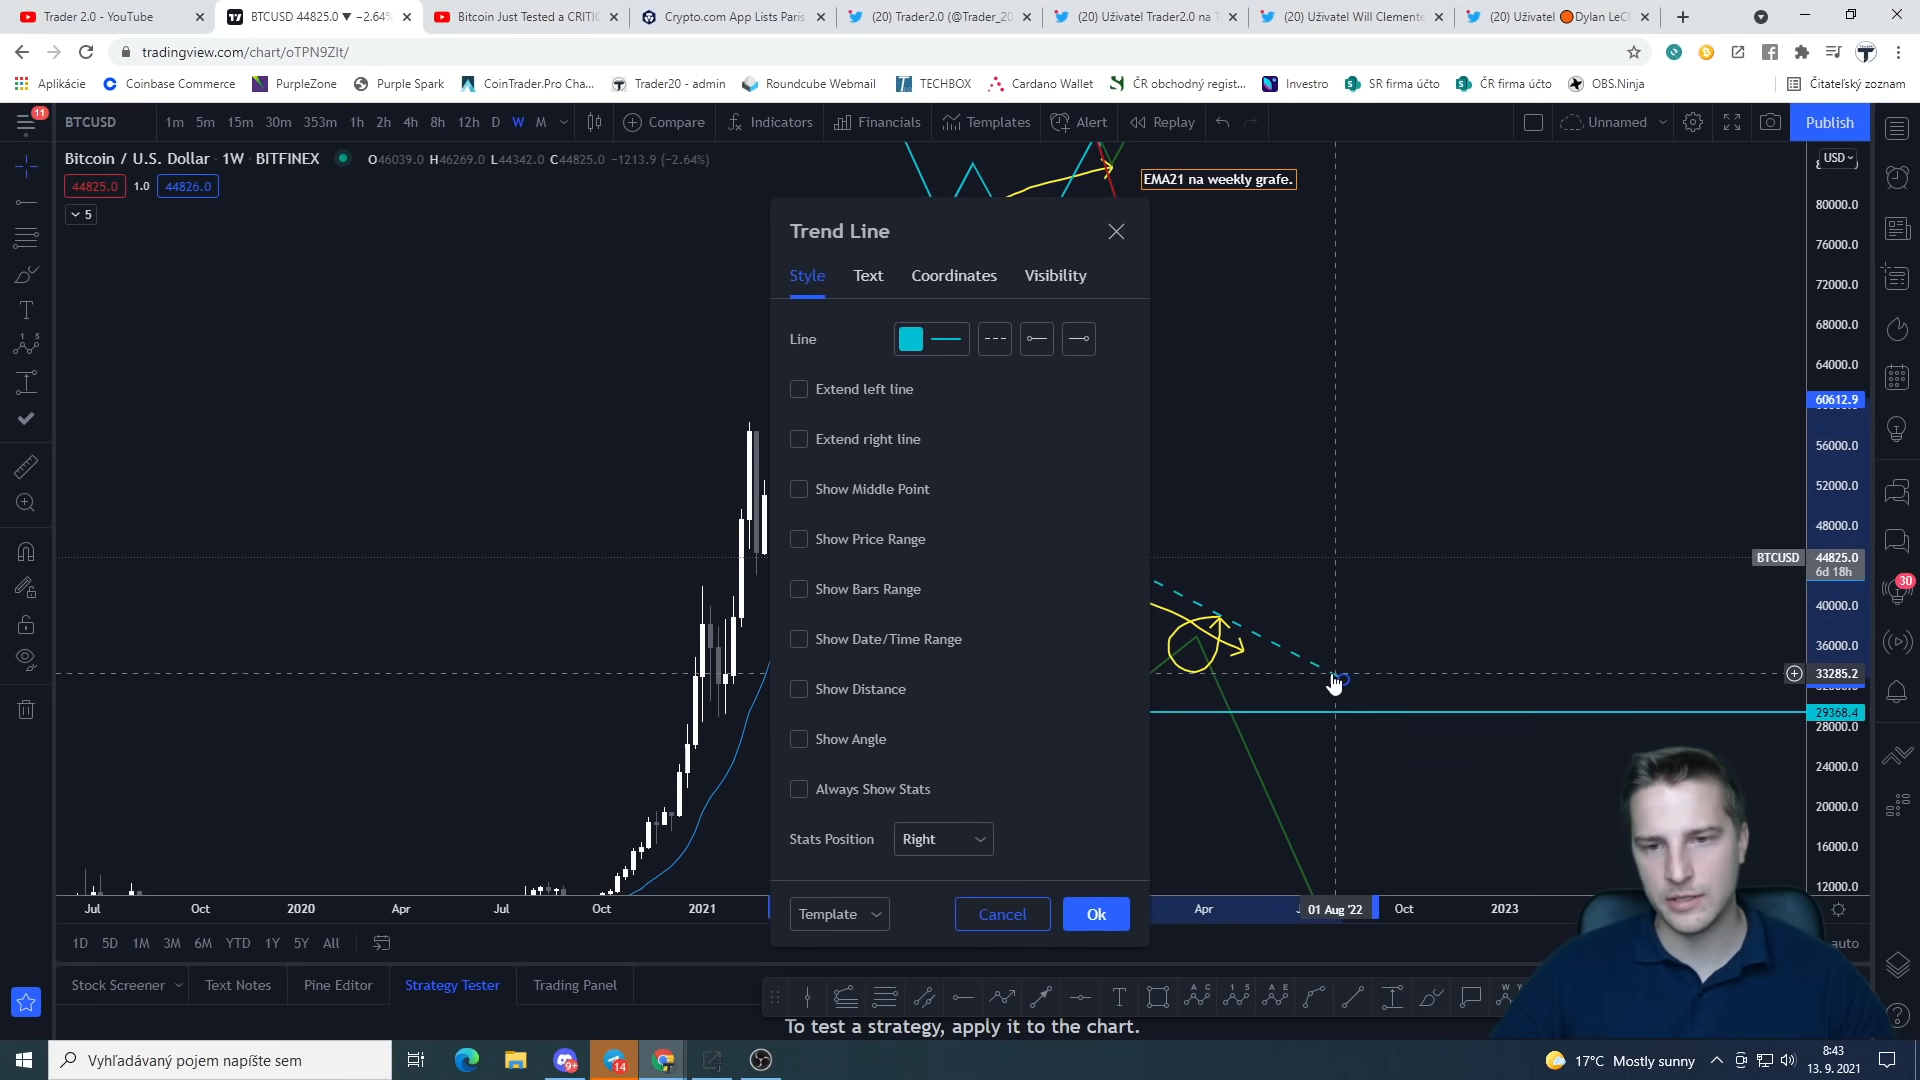 Trader 2.0 - YouTube
BTCUSD 44825.0 ▼ −2.64%
Bitcoin Just Tested a CRITIC
Crypto.com App Lists Paris
(20) Trader2.0 (@Trader_20
(20) Uživatel Trader2.0 na T
(20) Uživatel Will Clemente
(20) Uživatel 🟠Dylan LeCl
tradingview.com/chart/oTPN9ZIt/
Aplikácie
Coinbase Commerce
PurpleZone
Purple Spark
CoinTrader.Pro Cha...
Trader20 - admin
Roundcube Webmail
TECHBOX
Cardano Wallet
ČR obchodný regist...
Investro
SR firma účto
ČR firma účto
OBS.Ninja
Čitateľský zoznam
11
BTCUSD
1m 5m 15m 30m 353m 1h 2h 4h 8h 12h D W M
Compare
Indicators
Financials
Templates
Alert
Replay
Unnamed
Publish
Bitcoin / U.S. Dollar · 1W · BITFINEX
O46039.0 H46269.0 L44342.0 C44825.0 −1213.9 (−2.64%)
44825.0 1.0 44826.0
5
EMA21 na weekly grafe.
USD
80000.0
76000.0
72000.0
68000.0
64000.0
60612.9
56000.0
52000.0
48000.0
BTCUSD 44825.0
6d 18h
40000.0
36000.0
33285.2
29368.4
28000.0
24000.0
20000.0
16000.0
12000.0
Trend Line
Style Text Coordinates Visibility
Line
Extend left line
Extend right line
Show Middle Point
Show Price Range
Show Bars Range
Show Date/Time Range
Show Distance
Show Angle
Always Show Stats
Stats Position Right
Template
Cancel
Ok
Jul Oct 2020 Apr Jul Oct 2021 Apr 01 Aug '22 Oct 2023
1D 5D 1M 3M 6M YTD 1Y 5Y All
auto
30
Stock Screener
Text Notes
Pine Editor
Strategy Tester
Trading Panel
To test a strategy, apply it to the chart.
Vyhľadávaný pojem napíšte sem
9+
14
17°C Mostly sunny
8:43
13. 9. 2021